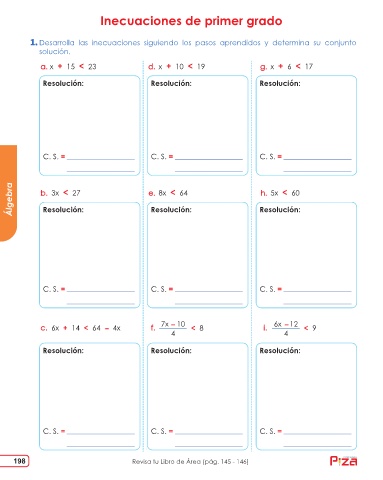 Inecuaciones de primer grado
1. Desarrolla las inecuaciones siguiendo los pasos aprendidos y determina su conjunto
solución.
a. x + 15 < 23 d. x + 10 < 19 g. x + 6 < 17
Resolución: Resolución: Resolución:
C. S. = C. S. = C. S. =
b. 3x < 27 e. 8x < 64 h. 5x < 60
Resolución: Resolución: Resolución:
C. S. = C. S. = C. S. =
c. 6x + 14 < 64 – 4x f. 7x – 10 / 4 < 8 i. 6x –12 / 4 < 9
Resolución: Resolución: Resolución:
C. S. = C. S. = C. S. =
Álgebra
198 Revisa tu Libro de Área (pág. 145 - 146)